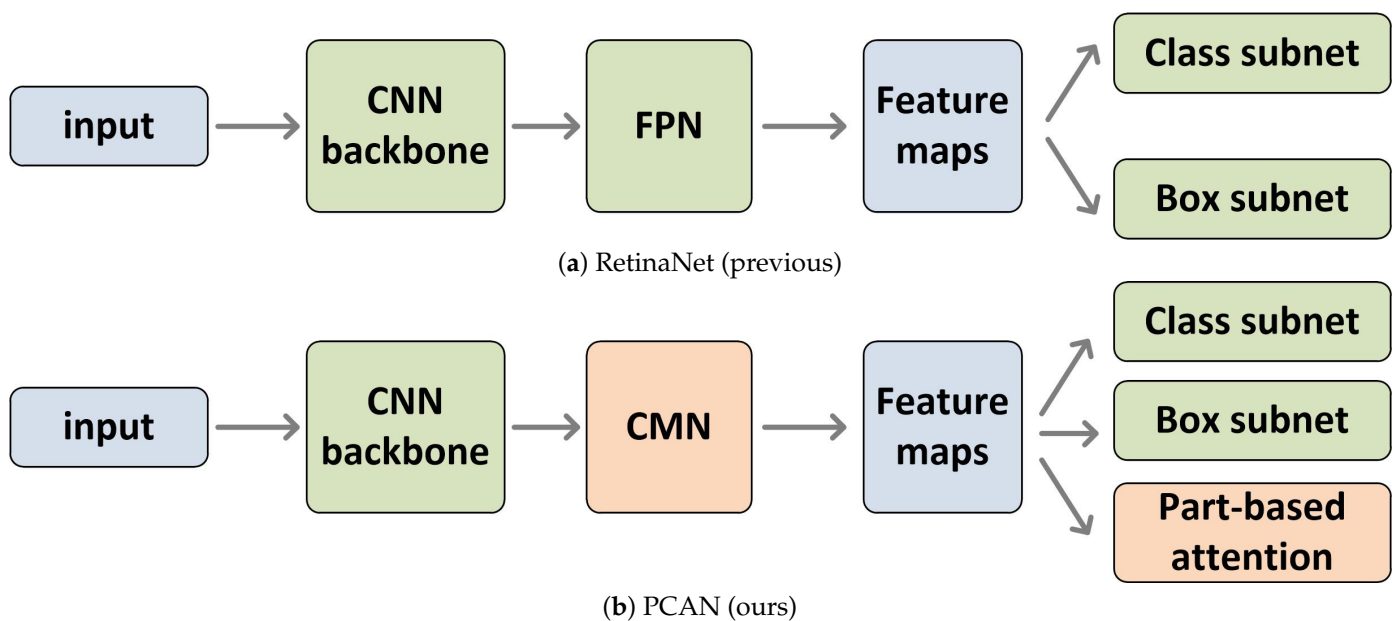 input
CNN
backbone
FPN
Feature
maps
Class subnet
Box subnet
(a) RetinaNet (previous)
input
CNN
backbone
CMN
Feature
maps
Class subnet
Box subnet
Part-based
attention
(b) PCAN (ours)